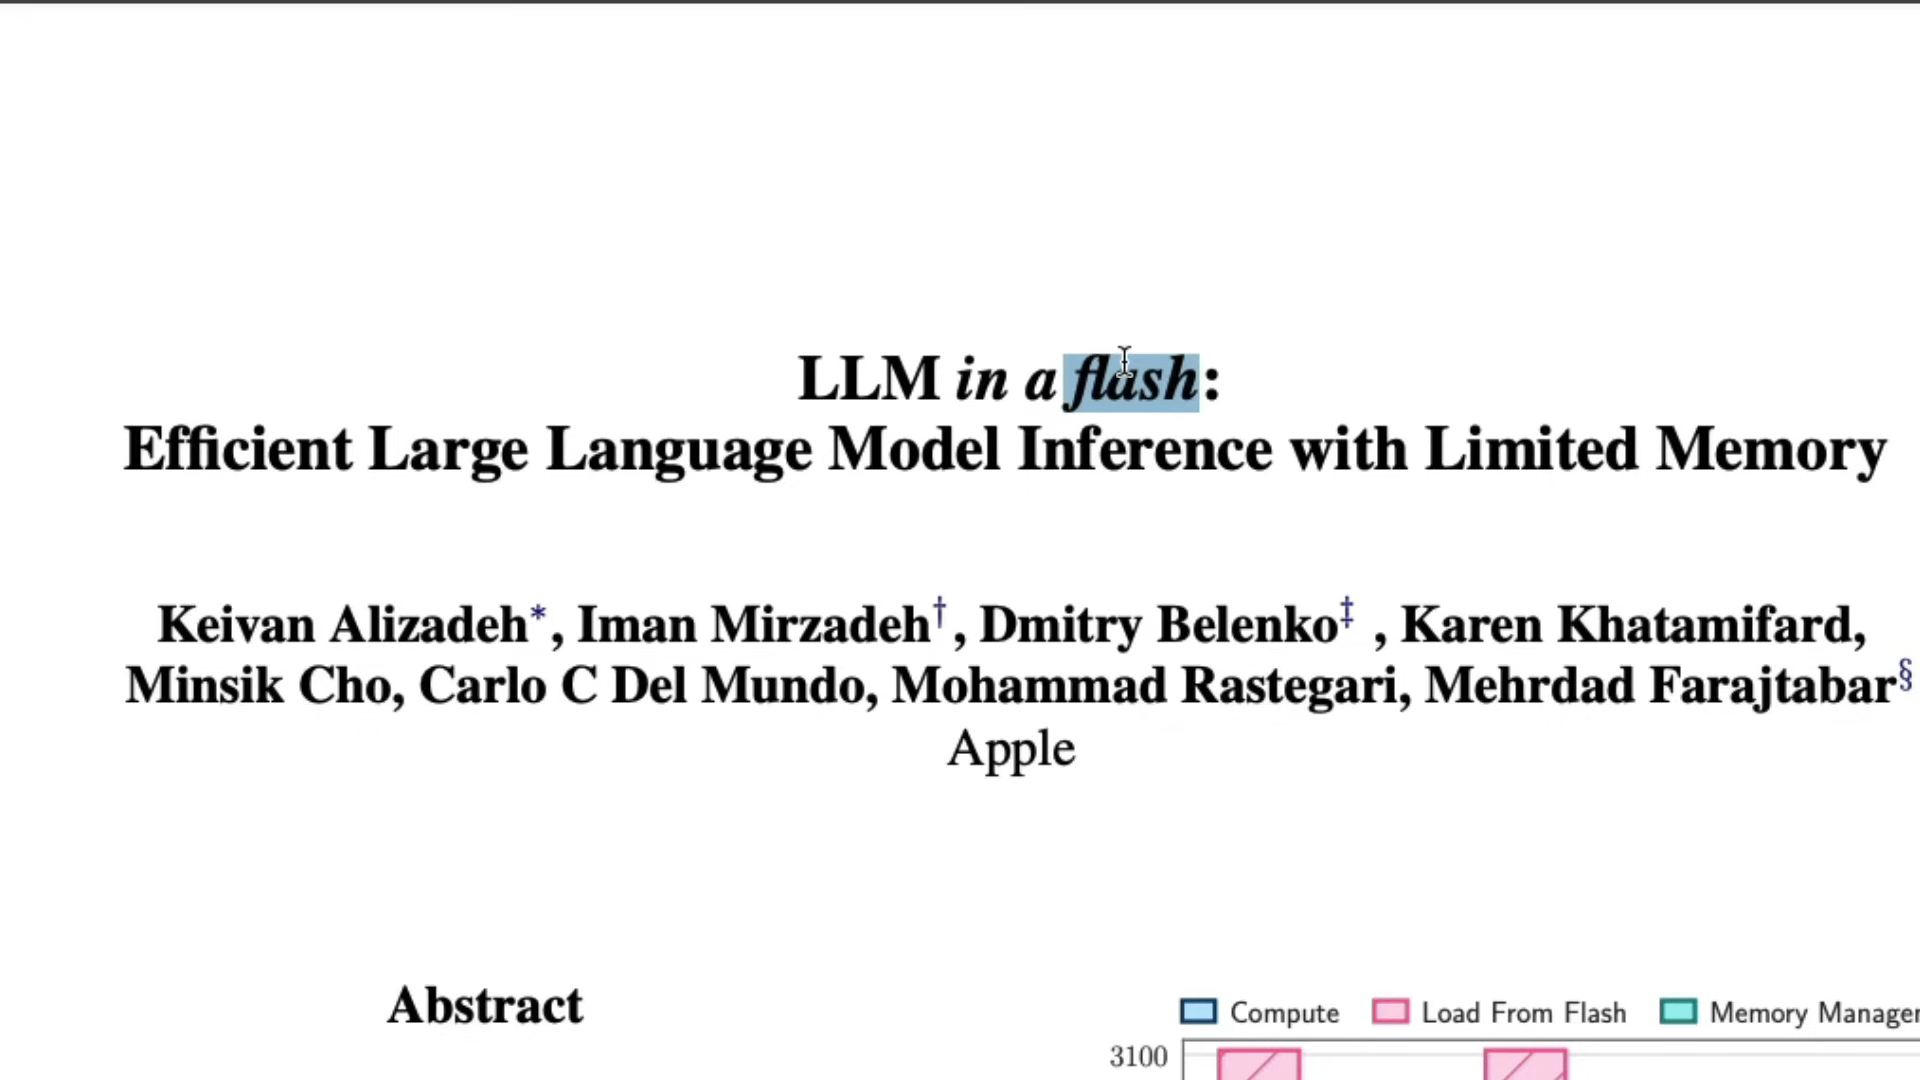 LLM in a flash:
Efficient Large Language Model Inference with Limited Memory
Keivan Alizadeh*, Iman Mirzadeh†, Dmitry Belenko‡ , Karen Khatamifard,
Minsik Cho, Carlo C Del Mundo, Mohammad Rastegari, Mehrdad Farajtabar§
Apple
Abstract
Compute Load From Flash Memory Manager
3100